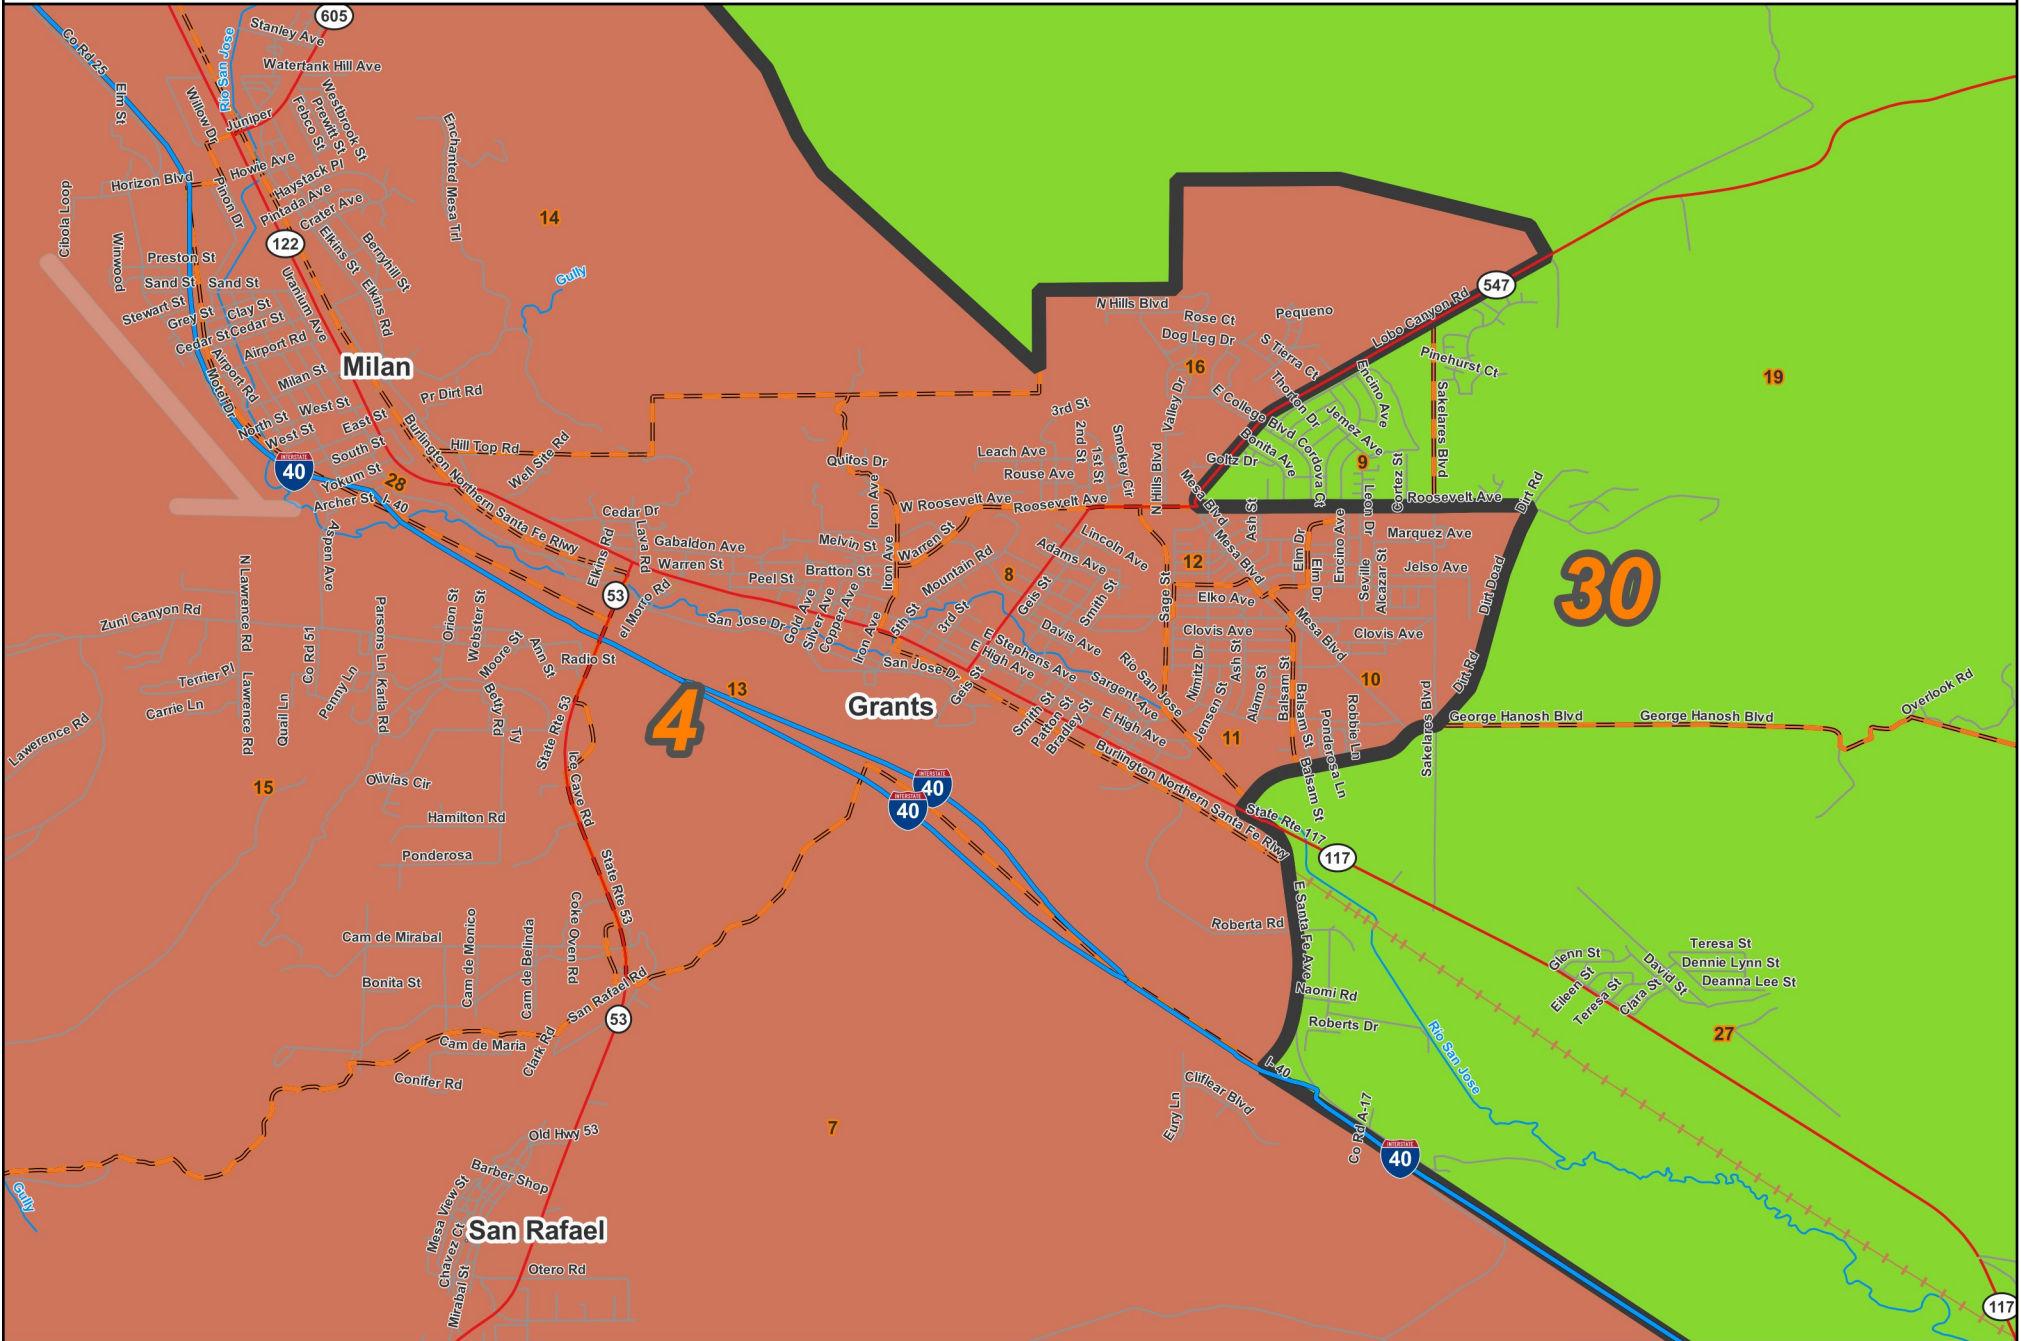 605
Stanley Ave
Co Rd 25
Rio San Jose
Watertank Hill Ave
Elm St
Willow Dr
Westbrook St
Prewitt St
Febco St
Juniper
Enchanted Mesa Trl
Howie Ave
Haystack Pl
Horizon Blvd
Pinon Dr
Pintada Ave
Crater Ave
Cibola Loop
14
122
Winwood
Elkins St
Berryhill St
Preston St
Sand St
Sand St
Gully
Uranium Ave
Elkins Rd
Stewart St
Grey St
Clay St
Cedar St
Cedar St
Airport Rd
Airport Rd
Milan
Milan St
Motel Dr
Pr Dirt Rd
West St
North St
East St
West St
South St
Burlington Northern Santa Fe Rlwy
Hill Top Rd
Well Site Rd
INTERSTATE
40
Yokum St
28
Archer St
I-40
547
N Hills Blvd
Rose Ct
Pequeno
Lobo Canyon Rd
Dog Leg Dr
S Tierra Ct
Pinehurst Ct
16
19
Encino Ave
Thorton Dr
Sakelares Blvd
Valley Dr
E College Blvd
Jemez Ave
3rd St
2nd St
1st St
Smokey Cir
N Hills Blvd
Bonita Ave
Cordova Ct
Leach Ave
Quitos Dr
Goltz Dr
9
Cortez St
Rouse Ave
Iron Ave
Mesa Blvd
Leon Dr
Roosevelt Ave
Dirt Rd
W Roosevelt Ave
Roosevelt Ave
Ash St
Cedar Dr
Lava Rd
Aspen Ave
Gabaldon Ave
Melvin St
Warren St
Lincoln Ave
Adams Ave
Mesa Blvd
Elm Dr
Encino Ave
Marquez Ave
Elkins Rd
Warren St
Peel St
Bratton St
Iron Ave
Mountain Rd
8
12
Elm Dr
Seville
Alcazar St
Jelso Ave
Dirt Doad
30
N Lawrence Rd
53
el Morro Rd
Geis St
Smith St
Sage St
Elko Ave
Zuni Canyon Rd
Parsons Ln
Orion St
Webster St
San Jose Dr
Gold Ave
Silver Ave
Copper Ave
Iron Ave
5th St
3rd St
Davis Ave
Clovis Ave
Mesa Blvd
Clovis Ave
Co Rd 51
Moore St
Ann St
Radio St
E Stephens Ave
E High Ave
San Jose Dr
Geis St
Sargent Ave
Rio San Jose
Nimitz Dr
Ash St
Dirt Rd
Terrier Pl
Lawrence Rd
Penny Ln
Karla Rd
Betty Rd
Carrie Ln
Quail Ln
13
4
Grants
Smith St
Patton St
Bradley St
E High Ave
Jensen St
Alamo St
Balsam St
Balsam St
10
Robbie Ln
Ponderosa Ln
Sakelares Blvd
George Hanosh Blvd
George Hanosh Blvd
Overlook Rd
Lawerence Rd
Ty
State Rte 53
11
15
Olivias Cir
Ice Cave Rd
INTERSTATE
40
INTERSTATE
40
Burlington Northern Santa Fe Rlwy
Balsam St
Hamilton Rd
State Rte 117
117
Ponderosa
State Rte 53
Coke Oven Rd
E Santa Fe Ave
Roberta Rd
Cam de Mirabal
Cam de Monico
Cam de Belinda
Bonita St
San Rafael Rd
Naomi Rd
Roberts Dr
Glenn St
Eileen St
Teresa St
Clara St
David St
Teresa St
Dennie Lynn St
Deanna Lee St
53
Cam de Maria
Clark Rd
27
Rio San Jose
Conifer Rd
I-40
Cliflear Blvd
Eury Ln
Co Rd A-17
7
INTERSTATE
40
Old Hwy 53
Barber Shop
Gully
Mesa View St
San Rafael
Chavez Ct
Otero Rd
Mirabal St
117